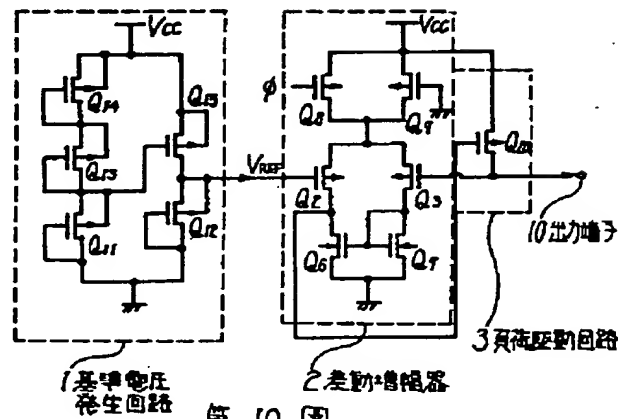 VCC
Q14
Q15
Q13
Q11
Q12
VREF
VCC
φ
Q8
Q9
Q2
Q3
Q6
Q7
Q10
10出力端子
3負荷駆動回路
1基準電圧
発生回路
2差動増幅器
第10図